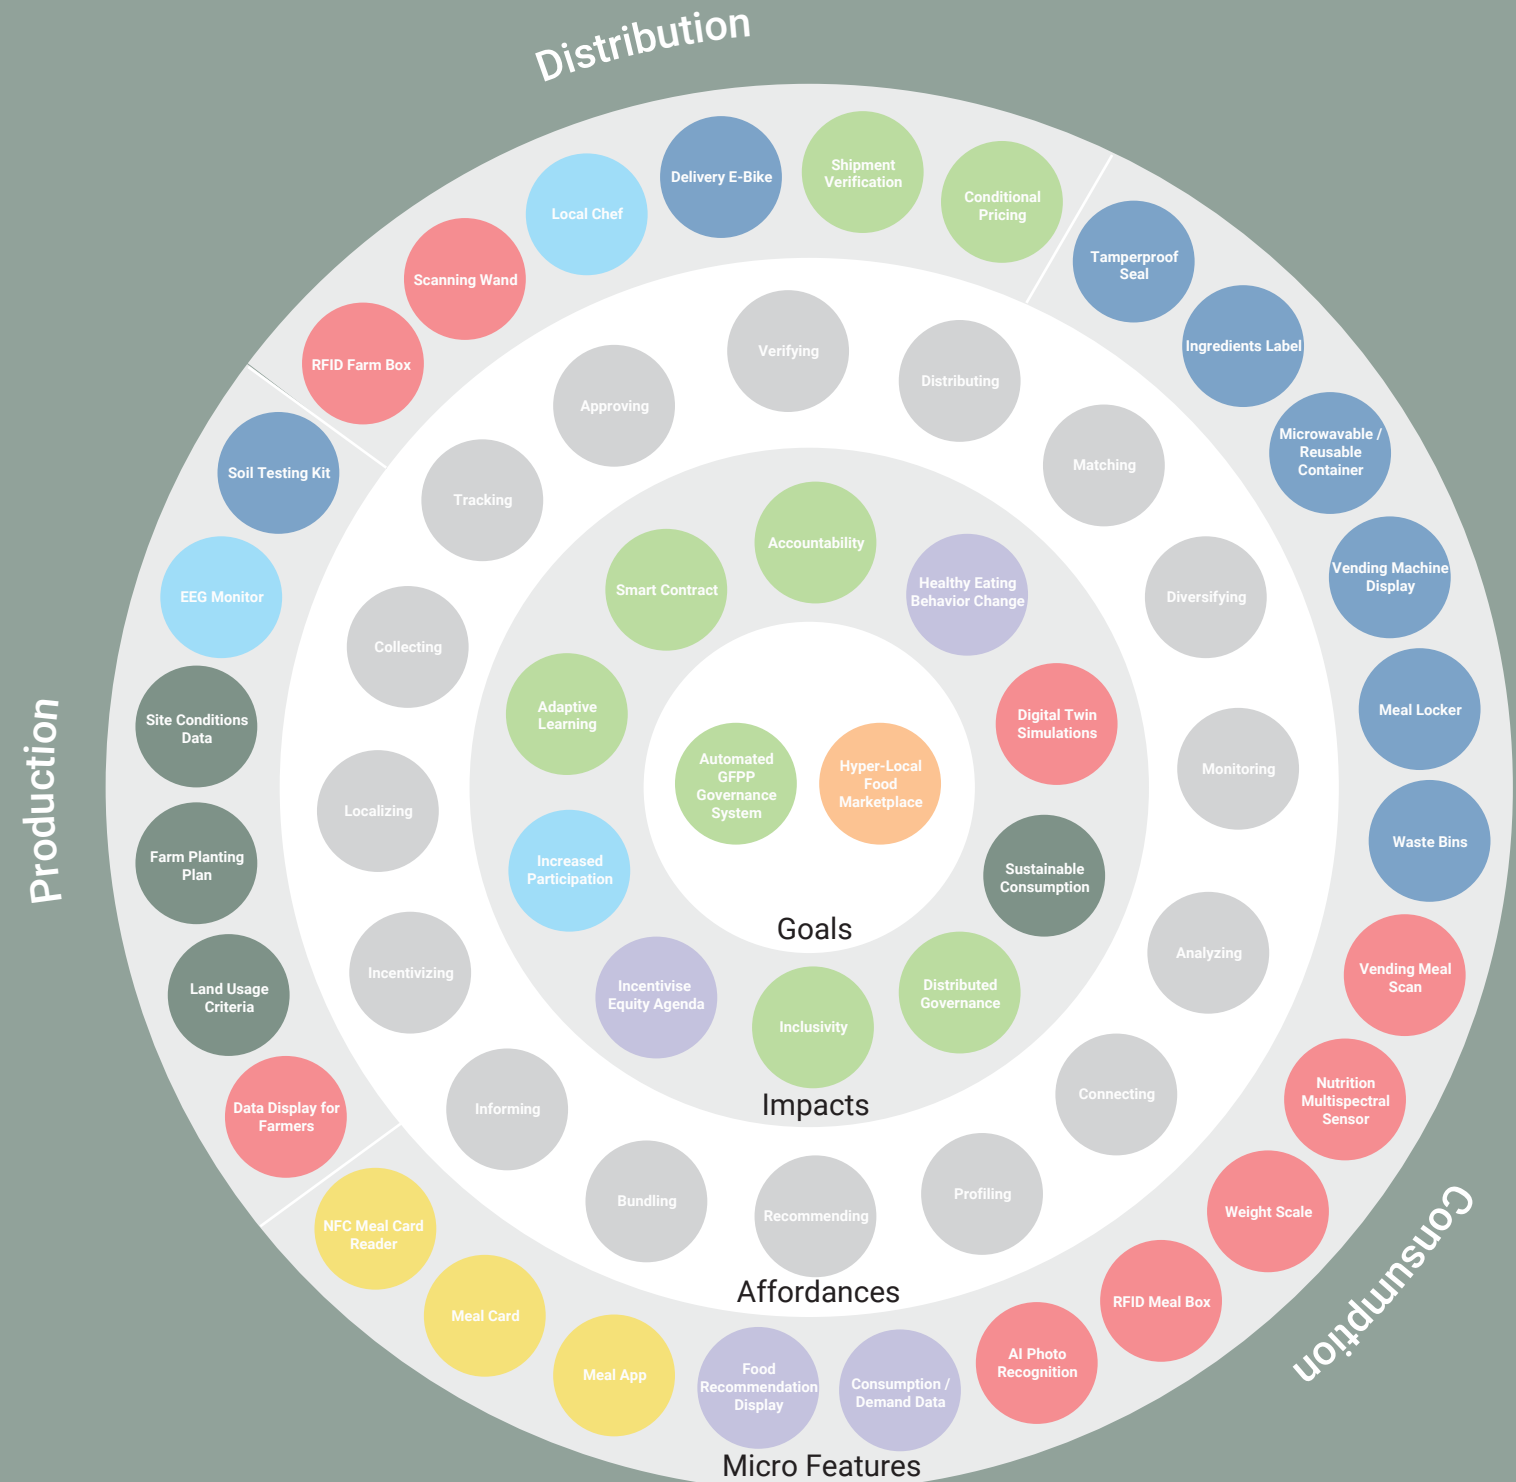 Distribution
Production
Consumption
Delivery E-Bike
Shipment
Verification
Conditional
Pricing
Local Chef
Scanning Wand
RFID Farm Box
Tamperproof
Seal
Ingredients Label
Microwavable /
Reusable
Container
Vending Machine
Display
Meal Locker
Waste Bins
Vending Meal
Scan
Nutrition
Multispectral
Sensor
Weight Scale
RFID Meal Box
AI Photo
Recognition
Consumption /
Demand Data
Food
Recommendation
Display
Meal App
Meal Card
NFC Meal Card
Reader
Data Display for
Farmers
Land Usage
Criteria
Farm Planting
Plan
Site Conditions
Data
EEG Monitor
Soil Testing Kit
Verifying
Distributing
Matching
Diversifying
Monitoring
Analyzing
Connecting
Profiling
Recommending
Bundling
Informing
Incentivizing
Localizing
Collecting
Tracking
Approving
Accountability
Healthy Eating
Behavior Change
Digital Twin
Simulations
Sustainable
Consumption
Distributed
Governance
Inclusivity
Incentivise
Equity Agenda
Increased
Participation
Adaptive
Learning
Smart Contract
Automated
GFPP
Governance
System
Hyper-Local
Food
Marketplace
Goals
Impacts
Affordances
Micro Features